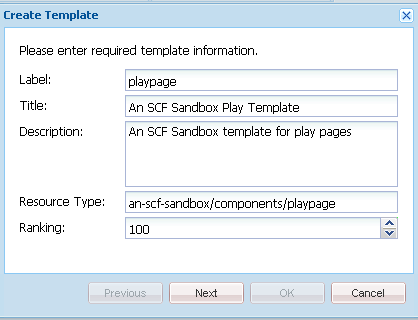 Create Template
Please enter required template information.
Label: playpage
Title: An SCF Sandbox Play Template
Description: An SCF Sandbox template for play pages
Resource Type: an-scf-sandbox/components/playpage
Ranking: 100
Previous Next OK Cancel